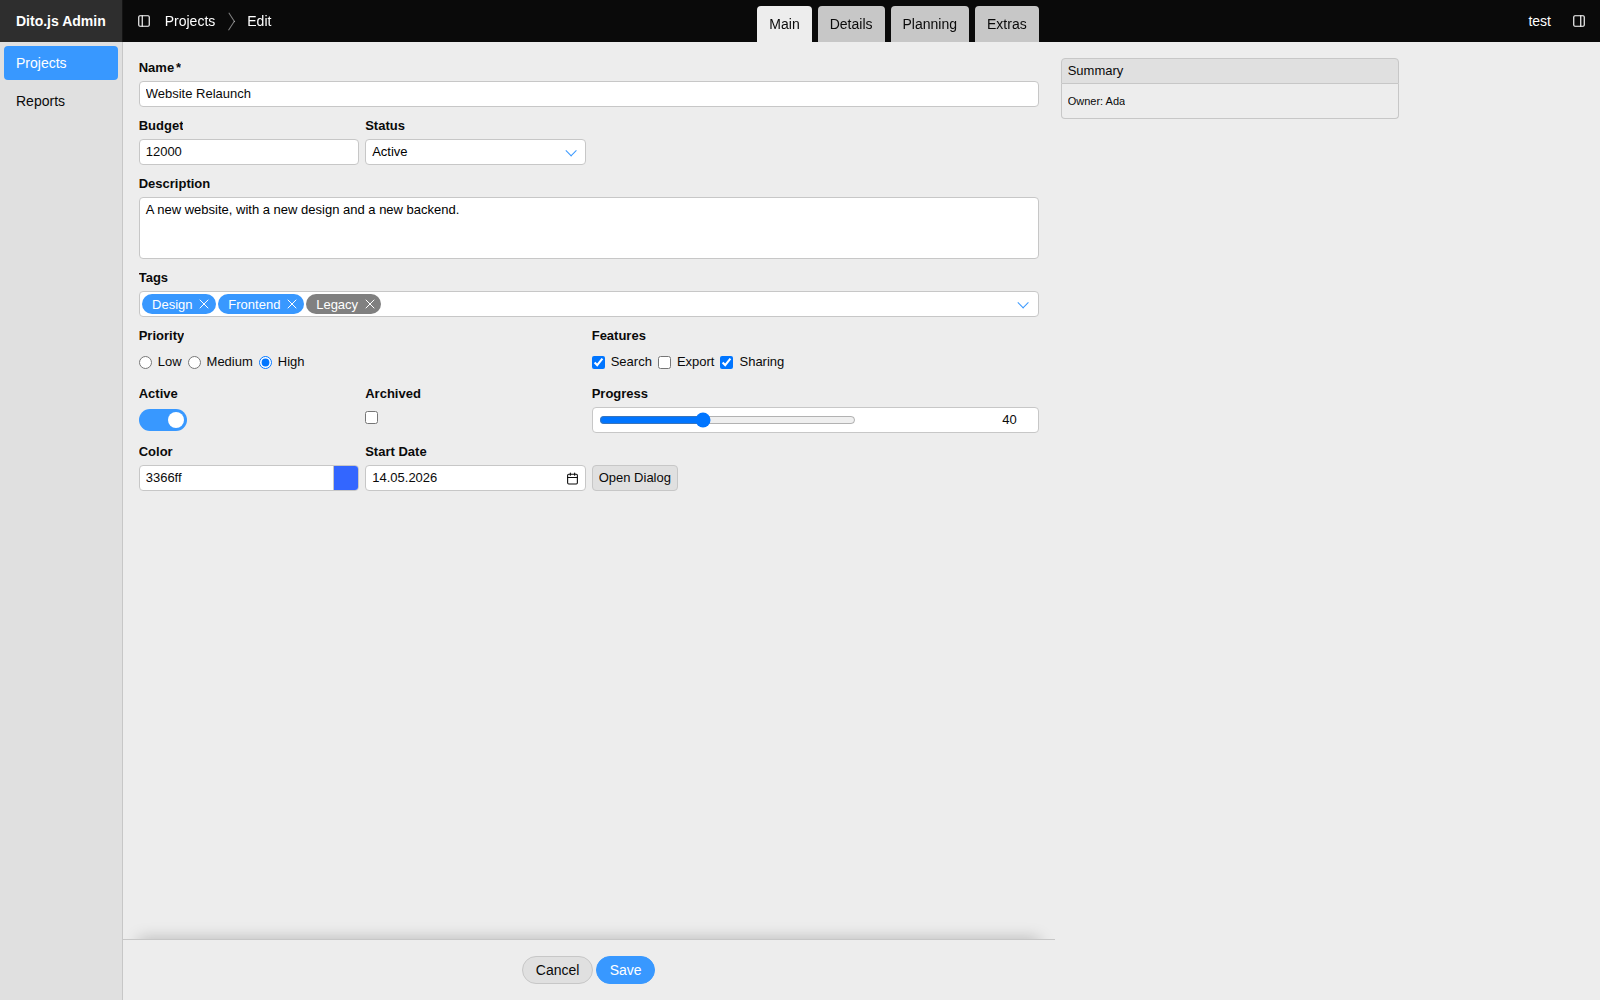 Dito.js Admin
Projects Edit
Main Details Planning Extras
test
Projects
Reports
Name*
Website Relaunch
Budget Status
12000 Active
Description
A new website, with a new design and a new backend.
Tags
Design Frontend Legacy
Priority Features
Low Medium High Search Export Sharing
Active Archived Progress
40
Color Start Date
3366ff 14.05.2026 Open Dialog
Summary
Owner: Ada
Cancel Save